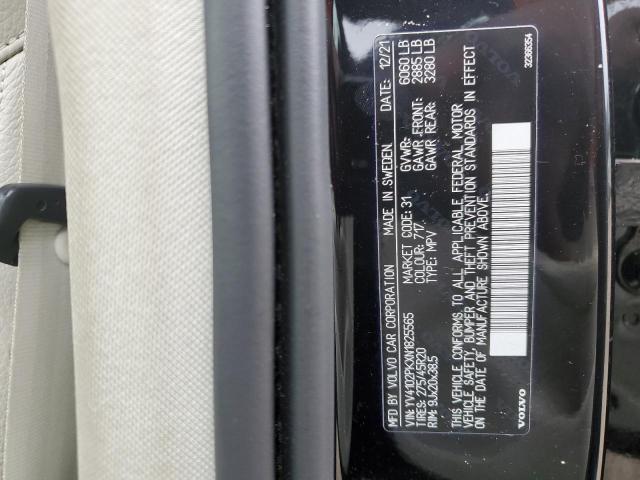 MFD BY VOLVO CAR CORPORATION MADE IN SWEDEN DATE: 12/21
VIN: YV4102PKXN1825565 MARKET CODE: 31 GVWR: 6060 LB
TIRES: 275/45R20 COLOUR: 717 GAWR FRONT: 2885 LB
RIM: 9Jx20x38.5 TYPE: MPV GAWR REAR: 3280 LB
THIS VEHICLE CONFORMS TO ALL APPLICABLE FEDERAL MOTOR
VEHICLE SAFETY, BUMPER AND THEFT PREVENTION STANDARDS IN EFFECT
ON THE DATE OF MANUFACTURE SHOWN ABOVE.
VOLVO 32366354